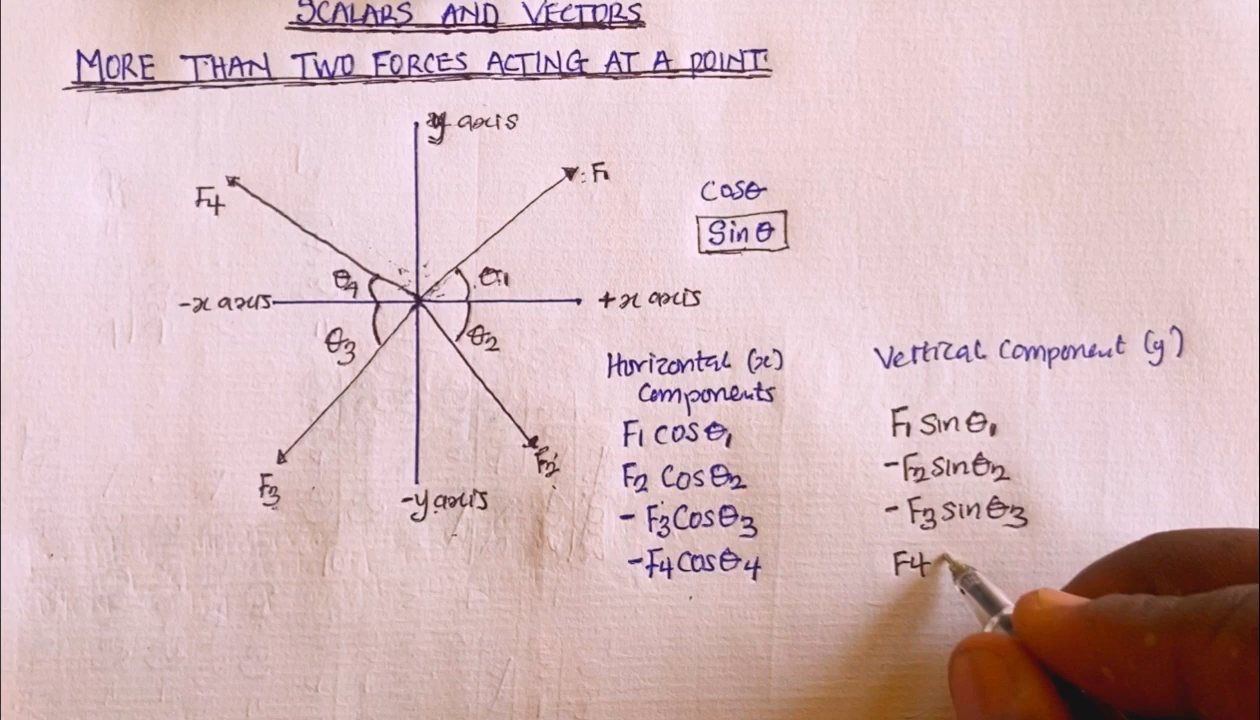 SCALARS AND VECTORS
MORE THAN TWO FORCES ACTING AT A POINT.
y axis
F4
F1
Cosθ
Sinθ
θ4
θ1
-x axis
+x axis
θ3
θ2
Horizontal (x)
Components
Vertical Component (y)
F1 cosθ1
F1 sinθ1
F2 Cosθ2
-F2 sinθ2
- F3Cosθ3
- F3 sinθ3
-F4cosθ4
F4
F3
F2
-y axis